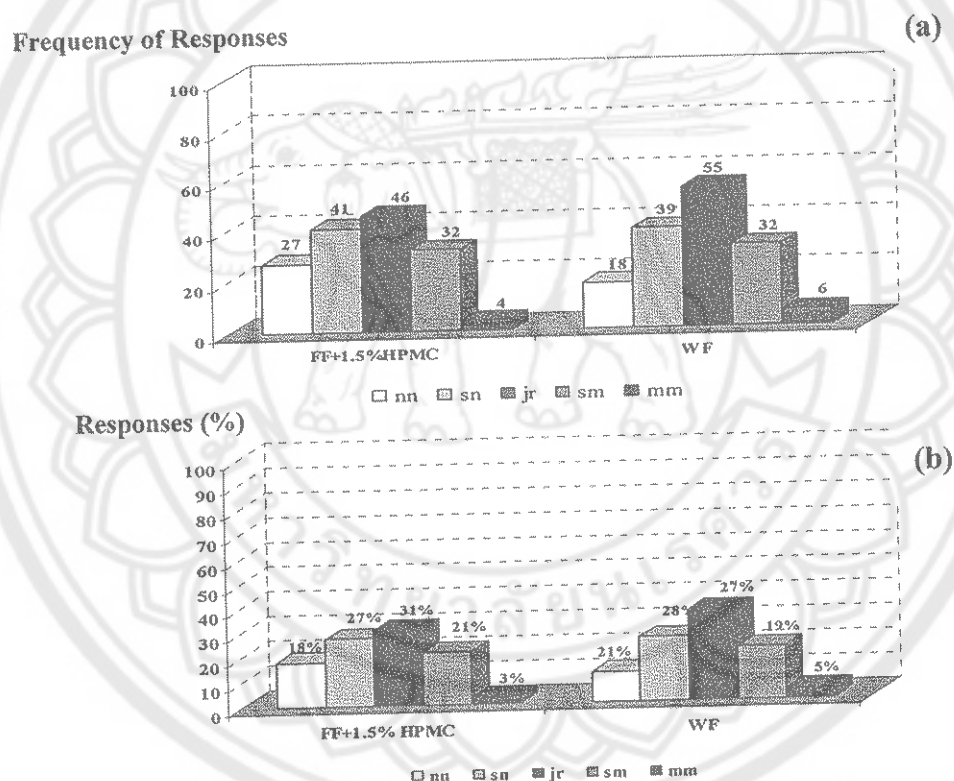 (a)
Frequency of Responses
100
80
60
40
20
0
27 41 46 32 4
18 39 55 32 6
FF+1.5%HPMC WF
nn sn jr sm mm
Responses (%)
(b)
100
90
80
70
60
50
40
30
20
10
0
18% 27% 31% 21% 3%
21% 28% 27% 19% 5%
FF+1.5% HPMC WF
nn sn jr sm mm